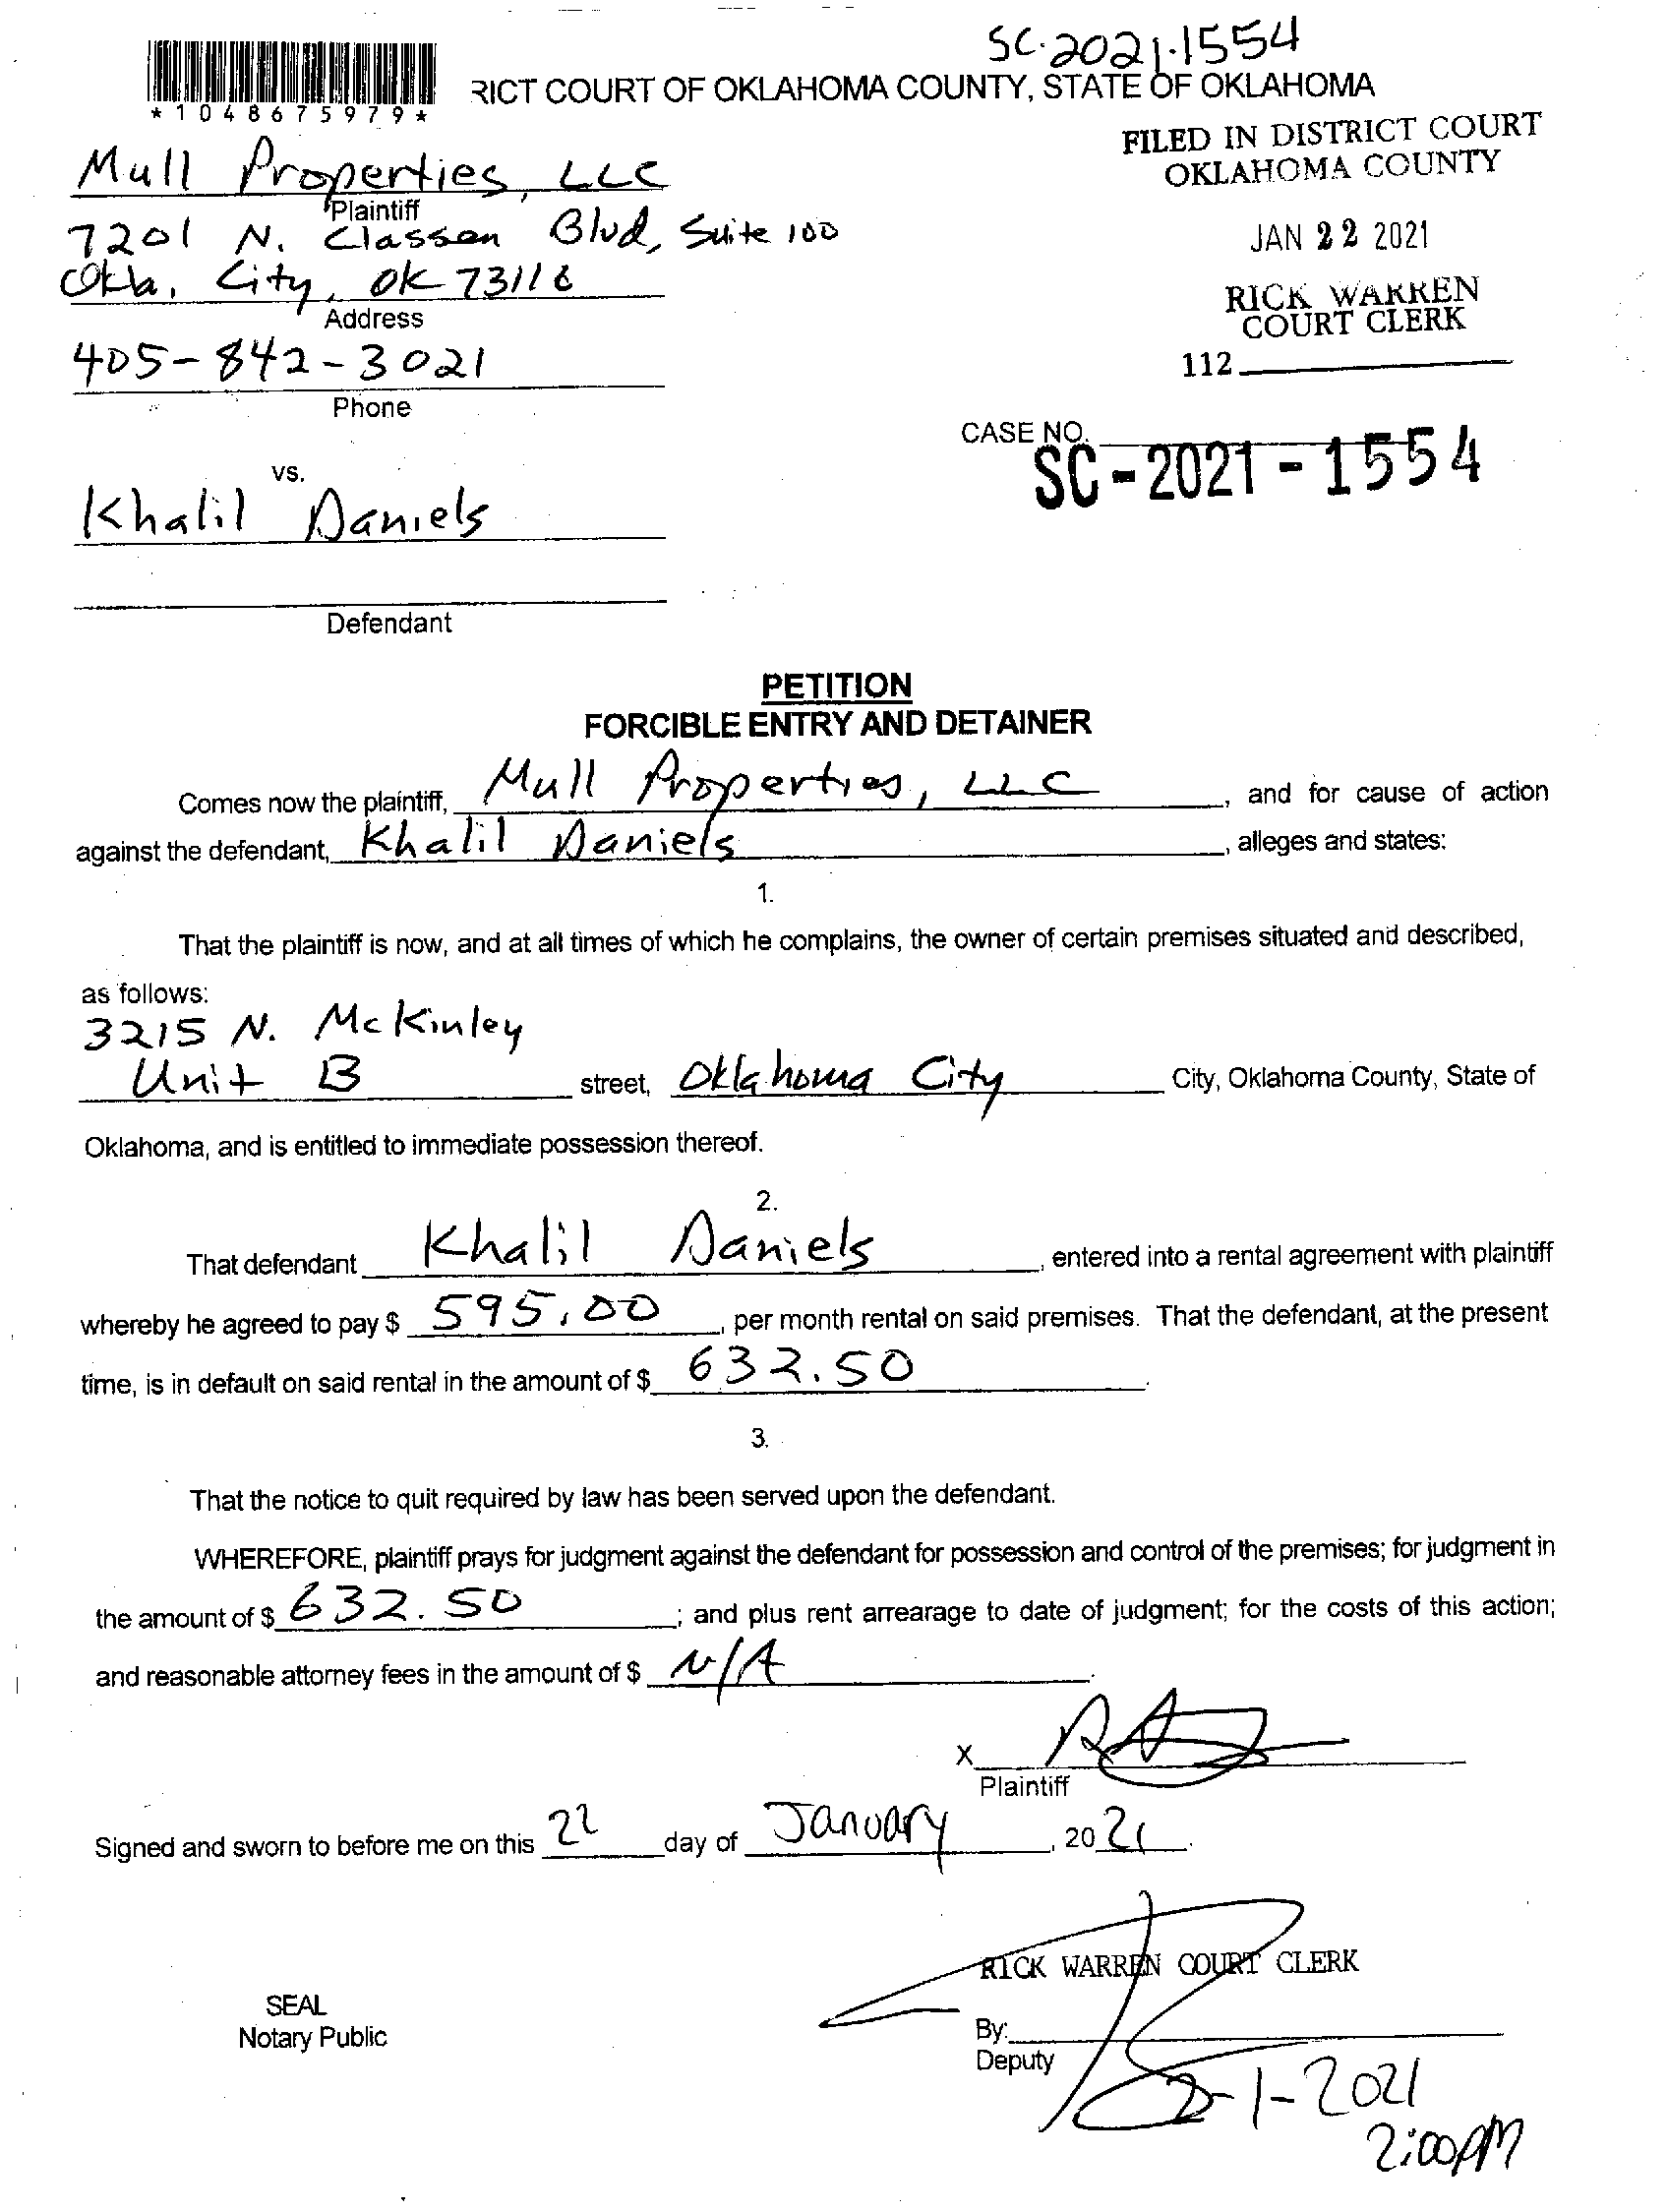 SC-2021-1554
RICT COURT OF OKLAHOMA COUNTY, STATE OF OKLAHOMA
*1048675979*
FILED IN DISTRICT COURT
OKLAHOMA COUNTY
JAN 22 2021
RICK WARREN
COURT CLERK
112
Mull Properties, LLC
Plaintiff
7201 N. Classen Blvd, Suite 100
Okla. City, OK 73116
Address
405-842-3021
Phone
CASE NO.
SC-2021-1554
vs.
Khalil Daniels
Defendant
PETITION
FORCIBLE ENTRY AND DETAINER
Comes now the plaintiff, Mull Properties, LLC, and for cause of action
against the defendant, Khalil Daniels, alleges and states:
1.
That the plaintiff is now, and at all times of which he complains, the owner of certain premises situated and described,
as follows:
3215 N. McKinley
Unit B street, Oklahoma City City, Oklahoma County, State of
Oklahoma, and is entitled to immediate possession thereof.
2.
That defendant Khalil Daniels, entered into a rental agreement with plaintiff
whereby he agreed to pay $ 595.00, per month rental on said premises. That the defendant, at the present
time, is in default on said rental in the amount of $ 632.50.
3.
That the notice to quit required by law has been served upon the defendant.
WHEREFORE, plaintiff prays for judgment against the defendant for possession and control of the premises; for judgment in
the amount of $ 632.50; and plus rent arrearage to date of judgment; for the costs of this action;
and reasonable attorney fees in the amount of $ N/A.
X
Plaintiff
Signed and sworn to before me on this 22 day of January, 2021.
RICK WARREN COURT CLERK
SEAL
Notary Public
By:
Deputy
2-1-2021
2:00PM